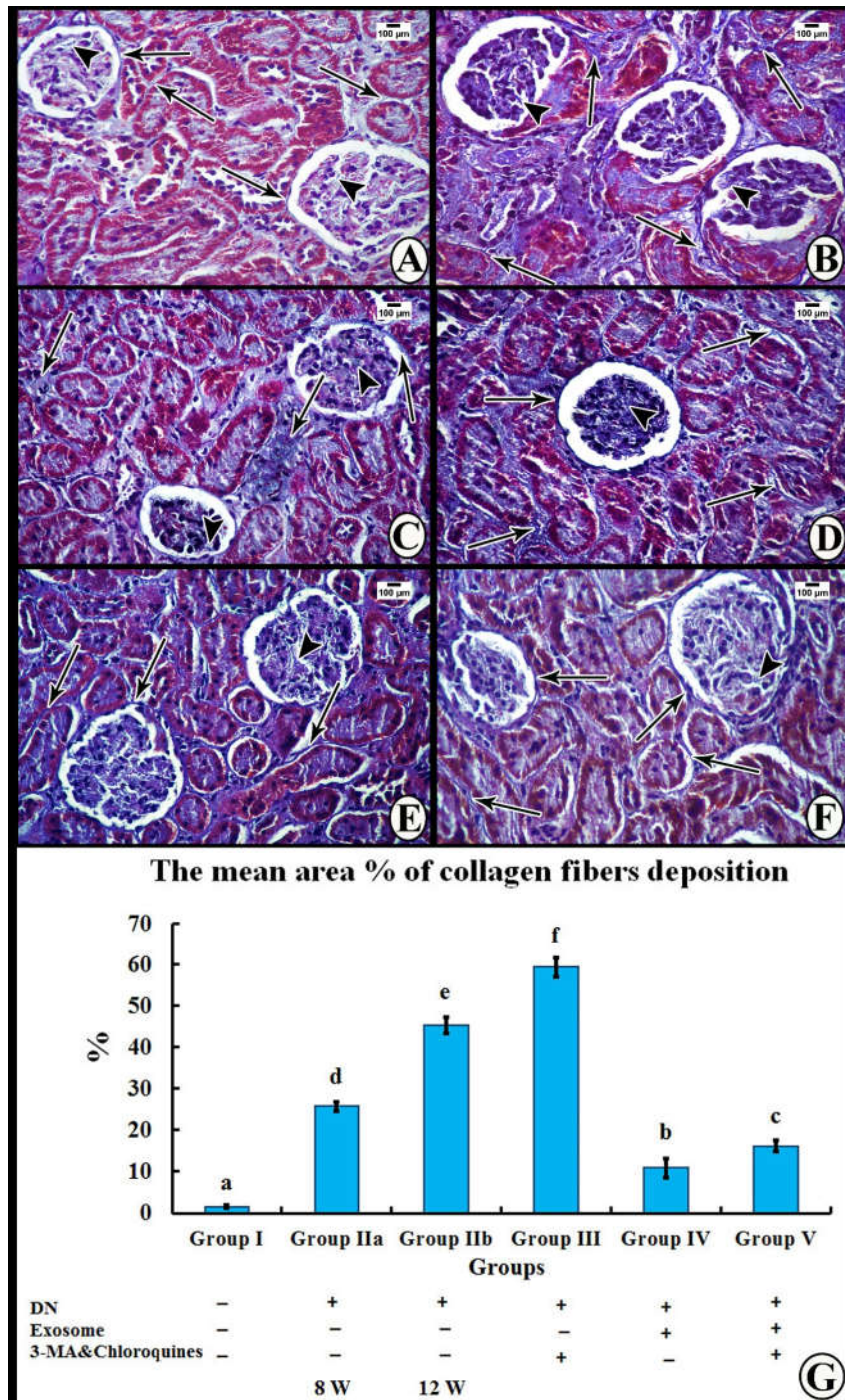 100 µm
100 µm
A
B
100 µm
100 µm
C
D
100 µm
100 µm
E
F
The mean area % of collagen fibers deposition
70
60
50
40
30
20
10
0
%
a
d
e
f
b
c
Group I Group IIa Group IIb Group III Group IV Group V
Groups
DN – + + + + +
Exosome – – – – + +
3-MA&Chloroquines – – – + – +
8 W 12 W
G